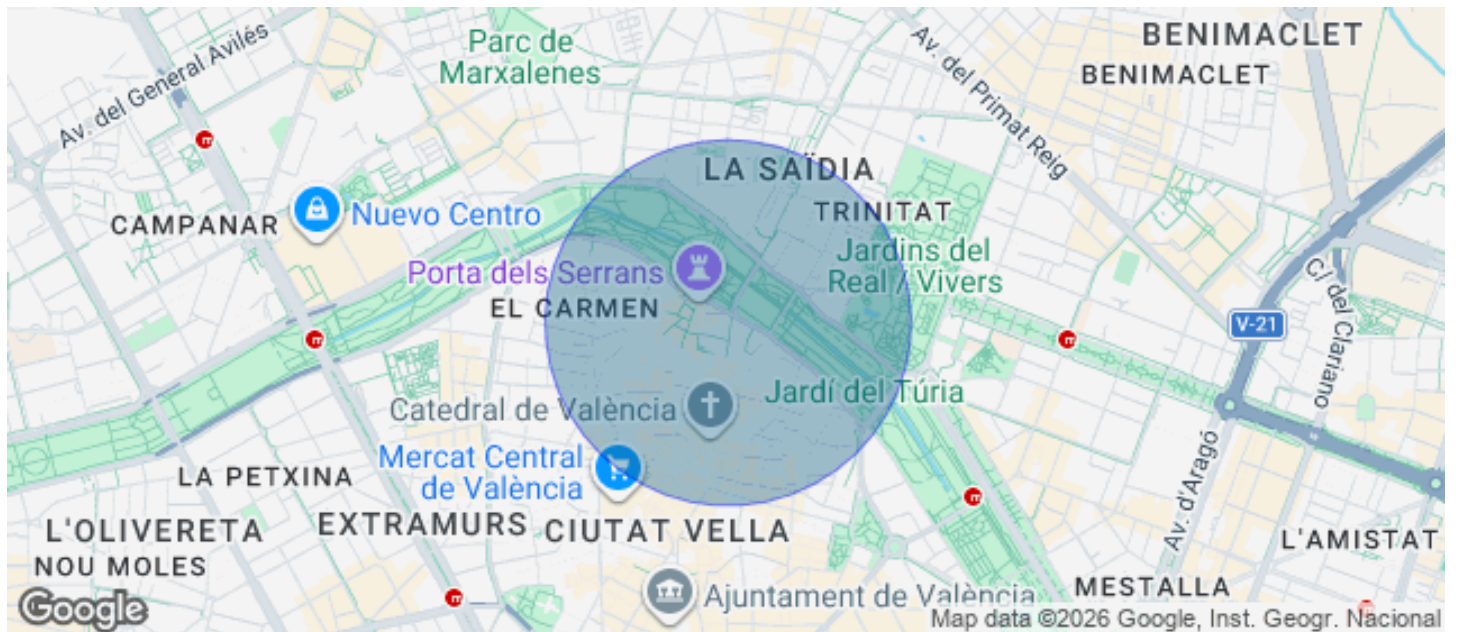 BENIMACLET
Av. del General Avilés
Parc de
Marxalenes
Av. del Primat Reig
BENIMACLET
LA SAÏDIA
CAMPANAR
Nuevo Centro
TRINITAT
Jardins del
Real / Vivers
Porta dels Serrans
EL CARMEN
C/ del Clariano
V-21
Catedral de València
Jardí del Túria
Mercat Central
de València
LA PETXINA
Av. d'Aragó
L'OLIVERETA
EXTRAMURS
CIUTAT VELLA
L'AMISTAT
NOU MOLES
MESTALLA
Ajuntament de València
Google
Map data ©2026 Google, Inst. Geogr. Nacional